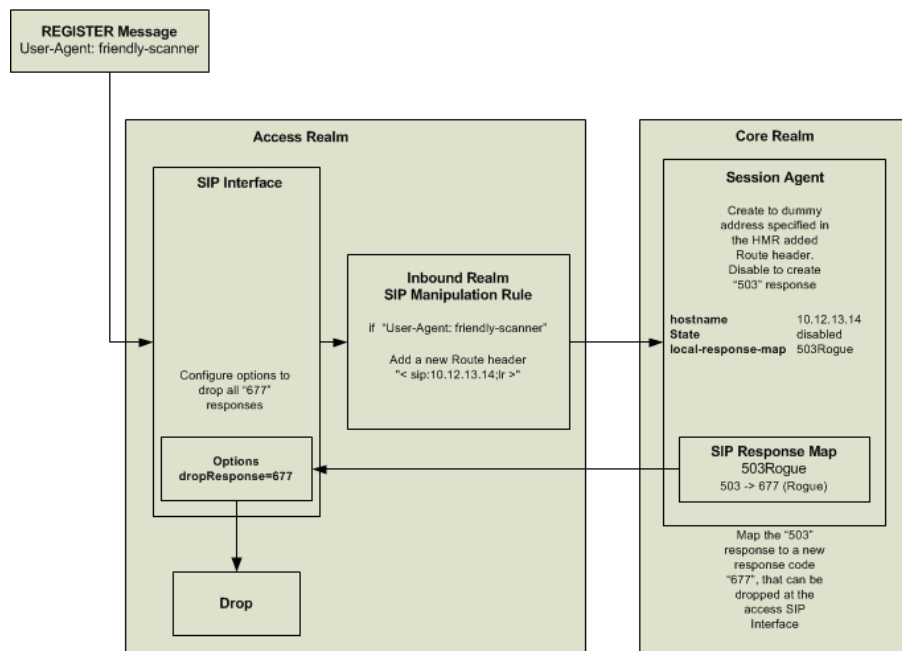 REGISTER Message
User-Agent: friendly-scanner
Access Realm
SIP Interface
Configure options to
drop all “677”
responses
Options
dropResponse=677
Drop
Inbound Realm
SIP Manipulation Rule
if “User-Agent: friendly-scanner”
Add a new Route header
"< sip:10.12.13.14;lr >"
Core Realm
Session Agent
Create to dummy
address specified in
the HMR added
Route header.
Disable to create
“503” response
hostname 10.12.13.14
State disabled
local-response-map 503Rogue
SIP Response Map
503Rogue
503 -> 677 (Rogue)
Map the “503”
response to a new
response code
“677”, that can be
dropped at the
access SIP
Interface